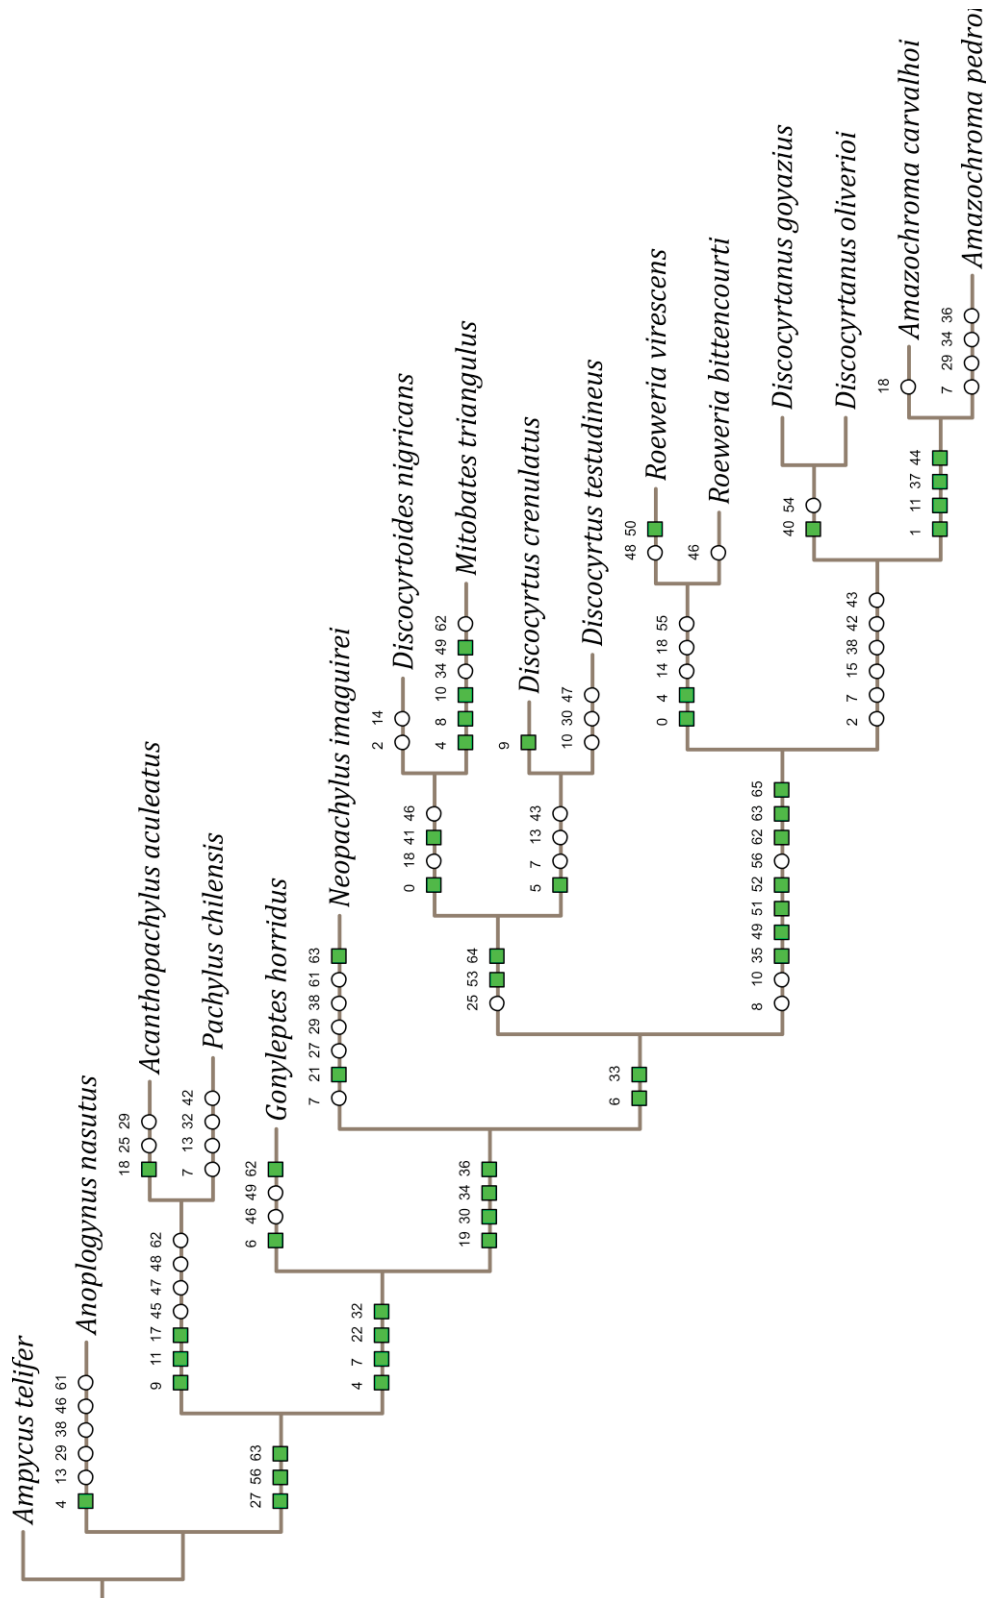 Ampycus telifer
4 13 29 38 46 61
Anoplogynus nasutus
27 56 63
9 11 17 45 47 48 62
18 25 29
Acanthopachylus aculeatus
7 13 32 42
Pachylus chilensis
4 7 22 32
6 46 49 62
Gonyleptes horridus
19 30 34 36
7 21 27 29 38 61 63
Neopachylus imaguirei
6 33
25 53 64
0 18 41 46
2 14
Discocyrtoides nigricans
4 8 10 34 49 62
Mitobates triangulus
5 7 13 43
9
Discocyrtus crenulatus
10 30 47
Discocyrtus testudineus
8 10 35 49 51 52 56 62 63 65
0 4 14 18 55
48 50
Roeweria virescens
46
Roeweria bittencourti
2 7 15 38 42 43
40 54
Discocyrtanus goyazius
Discocyrtanus oliverioi
1 11 37 44
18
Amazochroma carvalhoi
7 29 34 36
Amazochroma